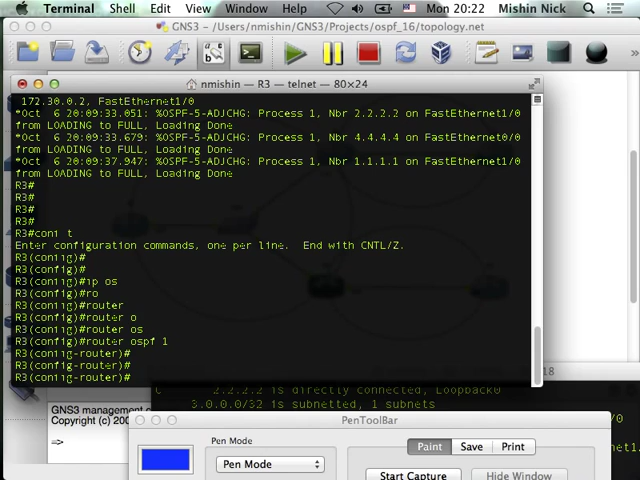 Terminal Shell Edit View Window Help Mon 20:22 Mishin Nick
GNS3 — /Users/nmishin/GNS3/Projects/ospf_16/topology.net
nmishin — R3 — telnet — 80×24
172.30.0.2, FastEthernet1/0
*Oct 6 20:09:33.051: %OSPF-5-ADJCHG: Process 1, Nbr 2.2.2.2 on FastEthernet1/0
from LOADING to FULL, Loading Done
*Oct 6 20:09:33.679: %OSPF-5-ADJCHG: Process 1, Nbr 4.4.4.4 on FastEthernet0/0
from LOADING to FULL, Loading Done
*Oct 6 20:09:37.947: %OSPF-5-ADJCHG: Process 1, Nbr 1.1.1.1 on FastEthernet1/0
from LOADING to FULL, Loading Done
R3#
R3#
R3#
R3#
R3#conf t
Enter configuration commands, one per line. End with CNTL/Z.
R3(config)#
R3(config)#
R3(config)#ip os
R3(config)#ro
R3(config)#router
R3(config)#router o
R3(config)#router os
R3(config)#router ospf 1
R3(config-router)#
R3(config-router)#
R3(config-router)#
18
C 2.2.2.2 is directly connected, Loopback0
3.0.0.0/32 is subnetted, 1 subnets
/0
GNS3 management c
Copyright (c) 200
=>
net1.
PenToolBar
Pen Mode
Pen Mode
Paint Save Print
Start Capture Hide Window